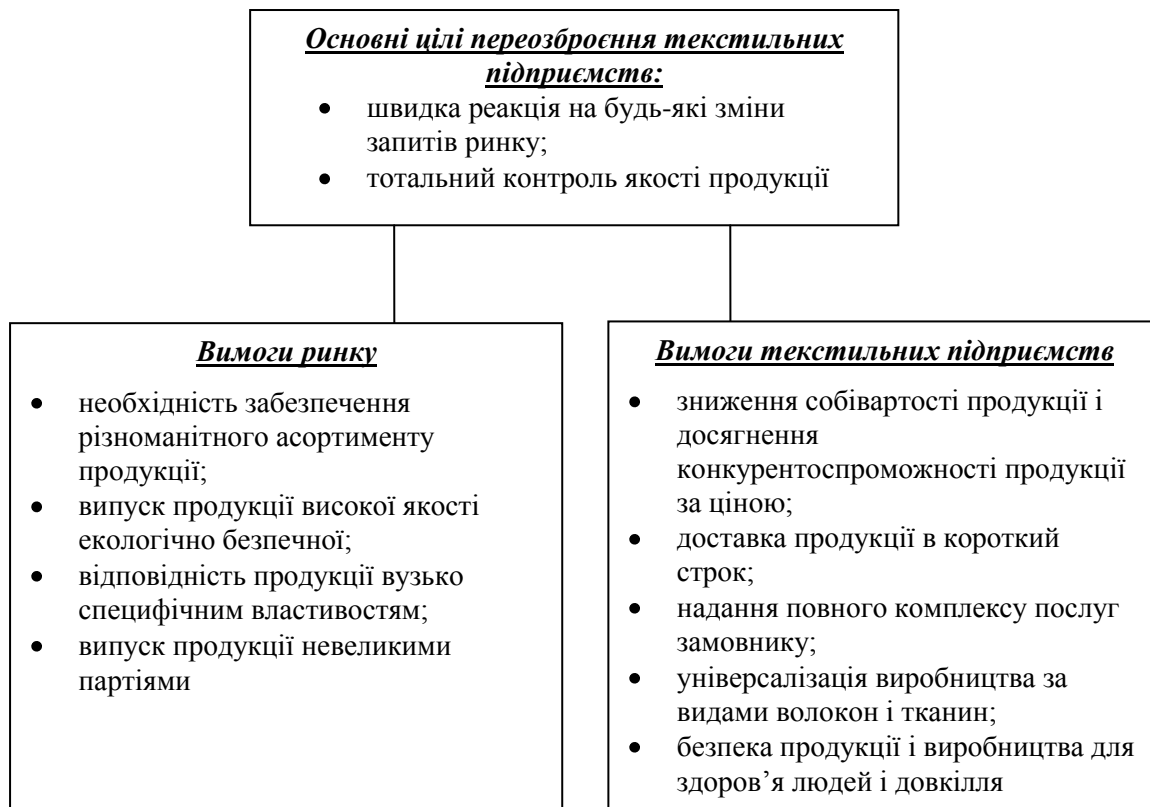 Основні цілі переозброєння текстильних
підприємств:
• швидка реакція на будь-які зміни
запитів ринку;
• тотальний контроль якості продукції
Вимоги ринку
• необхідність забезпечення
різноманітного асортименту
продукції;
• випуск продукції високої якості
екологічно безпечної;
• відповідність продукції вузько
специфічним властивостям;
• випуск продукції невеликими
партіями
Вимоги текстильних підприємств
• зниження собівартості продукції і
досягнення
конкурентоспроможності продукції
за ціною;
• доставка продукції в короткий
строк;
• надання повного комплексу послуг
замовнику;
• універсалізація виробництва за
видами волокон і тканин;
• безпека продукції і виробництва для
здоров’я людей і довкілля